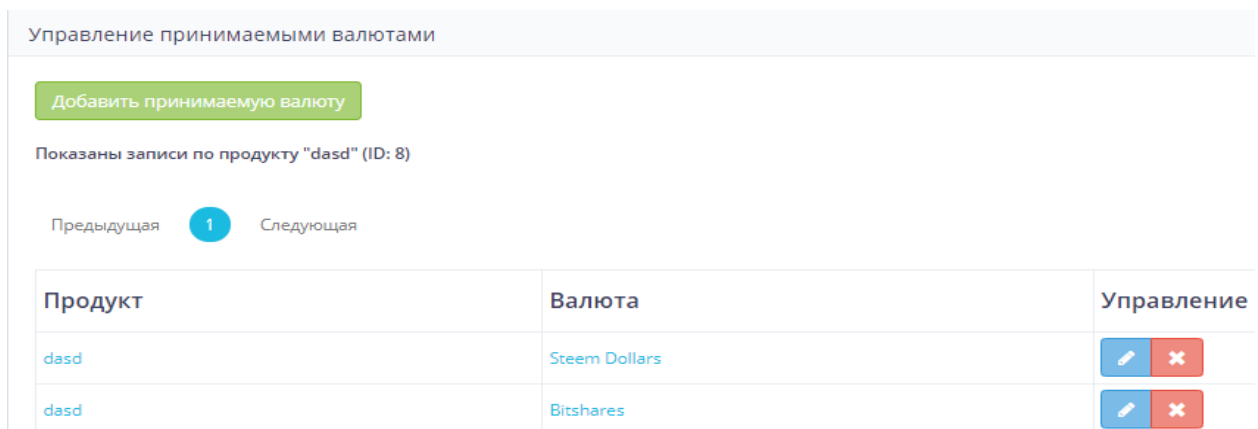 Управление принимаемыми валютами
Добавить принимаемую валюту
Показаны записи по продукту "dasd" (ID: 8)
Предыдущая 1 Следующая
Продукт Валюта Управление
dasd Steem Dollars
dasd Bitshares